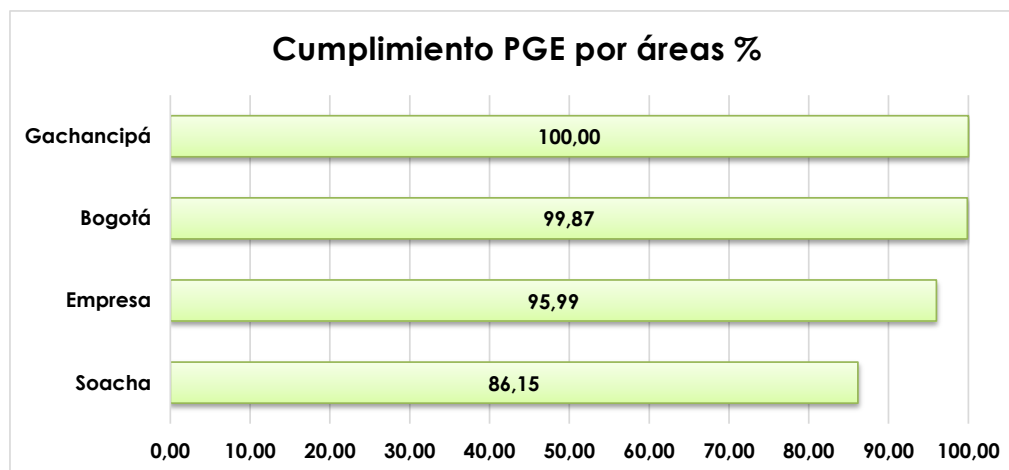 Cumplimiento PGE por áreas %
Gachancipá
100,00
Bogotá
99,87
Empresa
95,99
Soacha
86,15
0,00 10,00 20,00 30,00 40,00 50,00 60,00 70,00 80,00 90,00 100,00